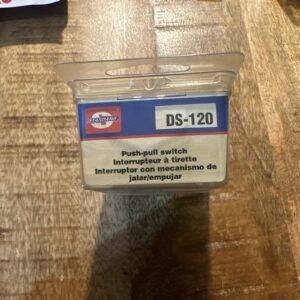 DS-120
Push-pull switch
Interrupteur à tirette
Interruptor con mecanismo de
jalar/empujar